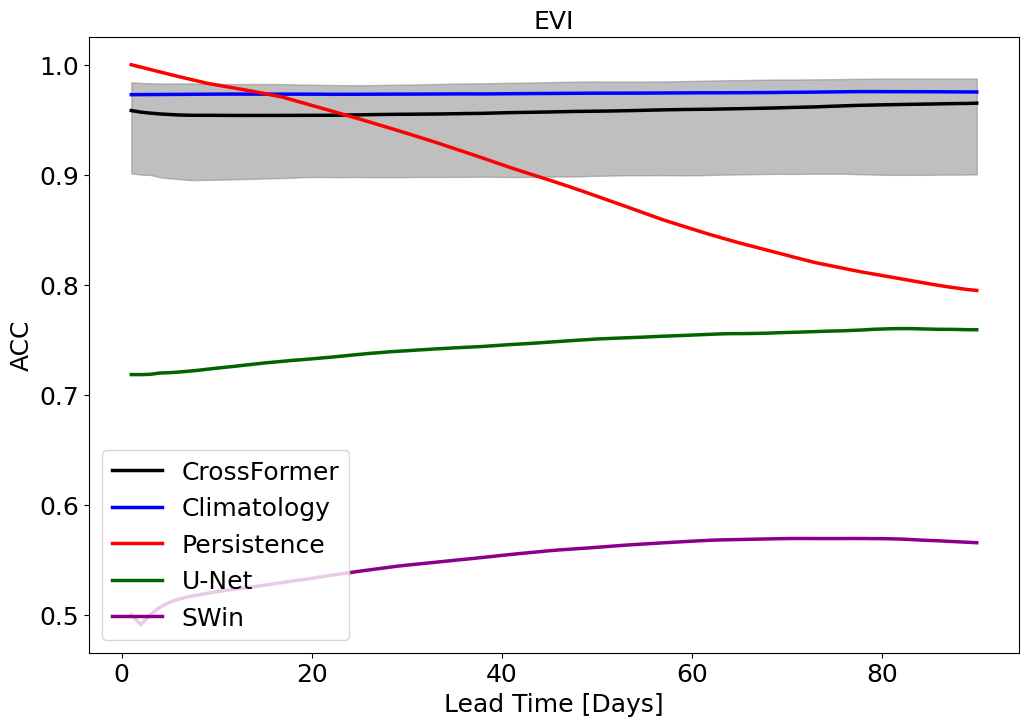 EVI
1.0
0.9
0.8
0.7
0.6
0.5
ACC
CrossFormer
Climatology
Persistence
U-Net
SWin
0 20 40 60 80
Lead Time [Days]